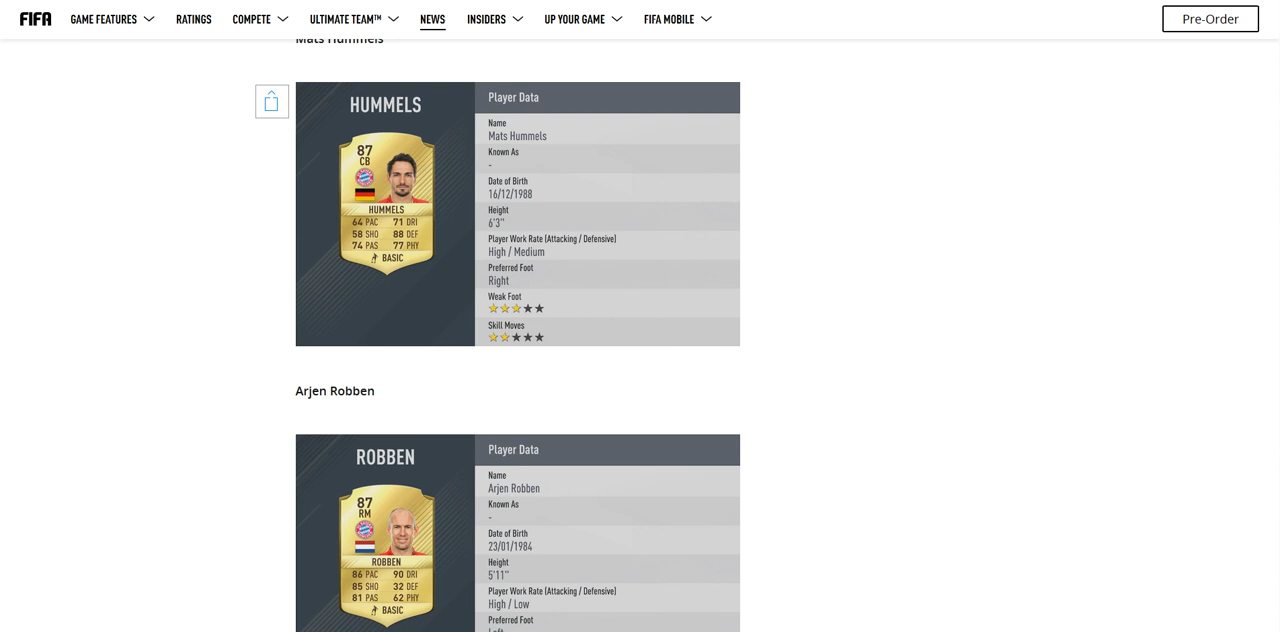 FIFA GAME FEATURES RATINGS COMPETE ULTIMATE TEAM™ NEWS INSIDERS UP YOUR GAME FIFA MOBILE Pre-Order
Mats Hummels
HUMMELS
87
CB
HUMMELS
64 PAC 71 DRI
58 SHO 88 DEF
74 PAS 77 PHY
BASIC
Player Data
Name
Mats Hummels
Known As
-
Date of Birth
16/12/1988
Height
6'3"
Player Work Rate (Attacking / Defensive)
High / Medium
Preferred Foot
Right
Weak Foot
Skill Moves
Arjen Robben
ROBBEN
87
RM
ROBBEN
86 PAC 90 DRI
85 SHO 32 DEF
81 PAS 62 PHY
BASIC
Player Data
Name
Arjen Robben
Known As
-
Date of Birth
23/01/1984
Height
5'11"
Player Work Rate (Attacking / Defensive)
High / Low
Preferred Foot
Left